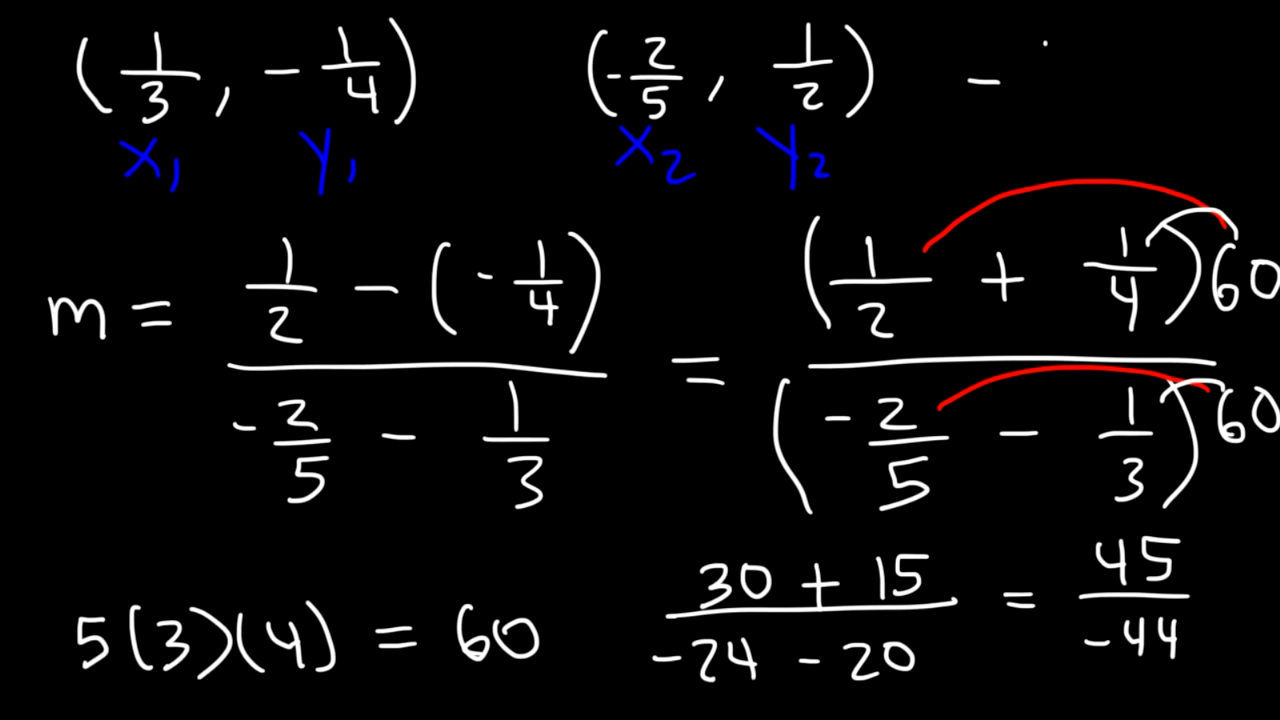 (1/3, -1/4) (-2/5, 1/2) -
x₁ y₁ x₂ y₂
m = (1/2 - (-1/4))/(-2/5 - 1/3) = ((1/2 + 1/4)60)/((-2/5 - 1/3)60)
5(3)(4) = 60
(30 + 15)/(-24 - 20) = 45/(-44)